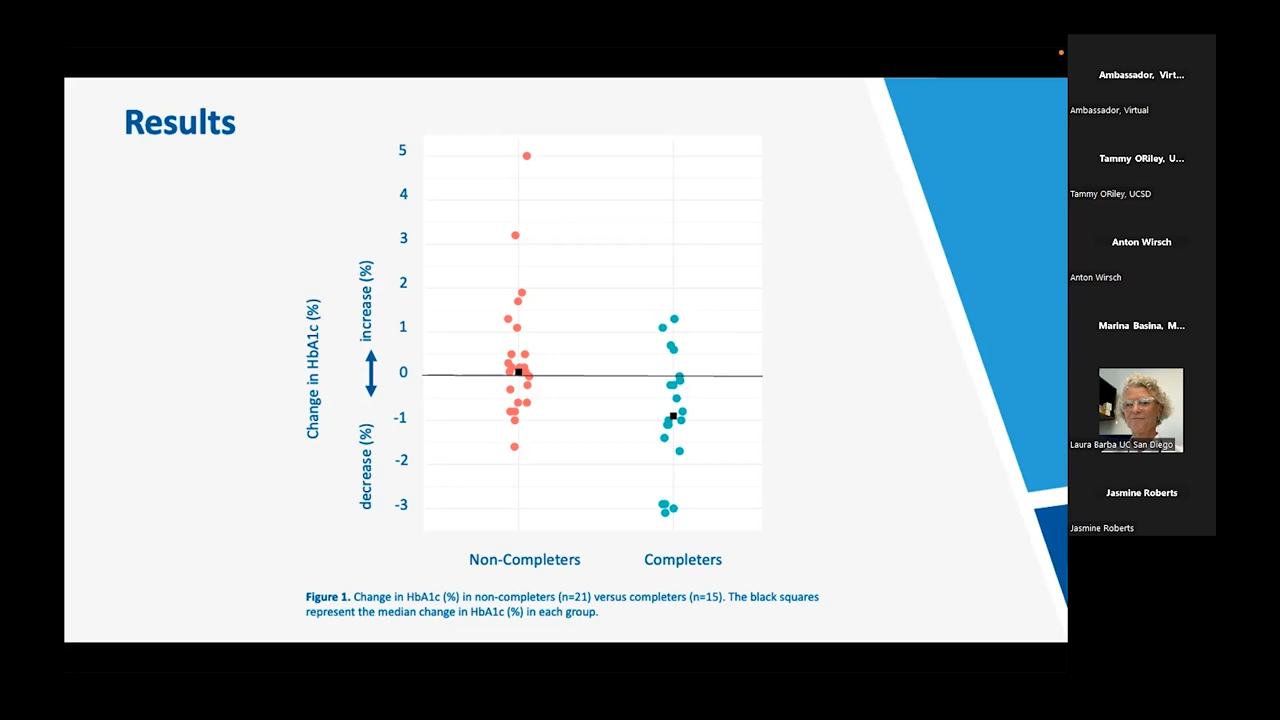 Results
5
4
3
2
1
0
-1
-2
-3
Change in HbA1c (%)
increase (%)
decrease (%)
Non-Completers
Completers
Figure 1. Change in HbA1c (%) in non-completers (n=21) versus completers (n=15). The black squares
represent the median change in HbA1c (%) in each group.
Ambassador, Virt...
Ambassador, Virtual
Tammy ORiley, U...
Tammy ORiley, UCSD
Anton Wirsch
Anton Wirsch
Marina Basina, M...
Laura Barba UC San Diego
Jasmine Roberts
Jasmine Roberts